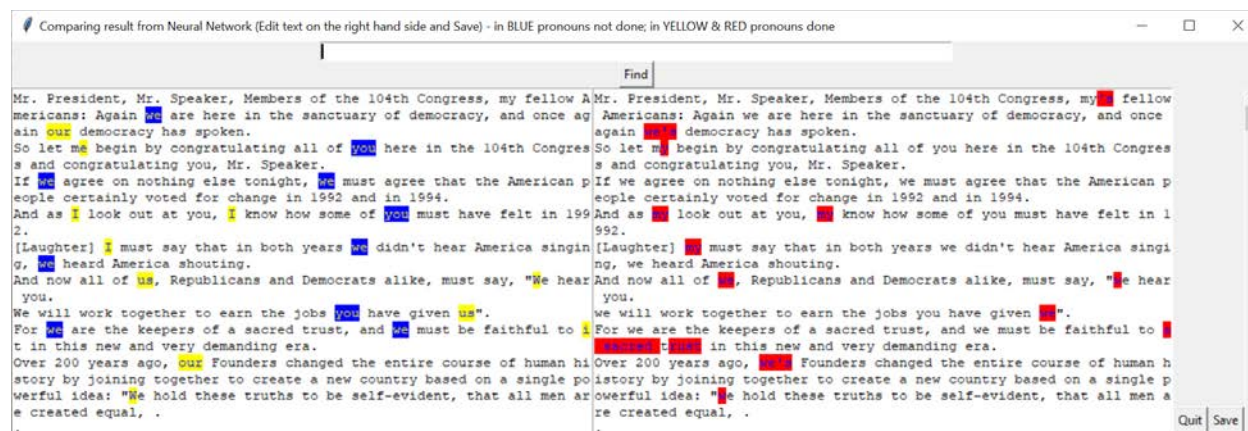 Comparing result from Neural Network (Edit text on the right hand side and Save) - in BLUE pronouns not done; in YELLOW & RED pronouns done
Find
Mr. President, Mr. Speaker, Members of the 104th Congress, my fellow A
mericans: Again we are here in the sanctuary of democracy, and once ag
ain our democracy has spoken.
So let me begin by congratulating all of you here in the 104th Congres
s and congratulating you, Mr. Speaker.
If we agree on nothing else tonight, we must agree that the American p
eople certainly voted for change in 1992 and in 1994.
And as I look out at you, I know how some of you must have felt in 199
2.
[Laughter] I must say that in both years we didn't hear America singin
g, we heard America shouting.
And now all of us, Republicans and Democrats alike, must say, "We hear
you.
We will work together to earn the jobs you have given us".
For we are the keepers of a sacred trust, and we must be faithful to i
t in this new and very demanding era.
Over 200 years ago, our Founders changed the entire course of human hi
story by joining together to create a new country based on a single po
werful idea: "We hold these truths to be self-evident, that all men ar
e created equal, .
Mr. President, Mr. Speaker, Members of the 104th Congress, my's fellow
Americans: Again we are here in the sanctuary of democracy, and once
again we's democracy has spoken.
So let my begin by congratulating all of you here in the 104th Congres
s and congratulating you, Mr. Speaker.
If we agree on nothing else tonight, we must agree that the American p
eople certainly voted for change in 1992 and in 1994.
And as my look out at you, my know how some of you must have felt in 1
992.
[Laughter] my must say that in both years we didn't hear America singi
ng, we heard America shouting.
And now all of we, Republicans and Democrats alike, must say, "we hear
you.
we will work together to earn the jobs you have given we".
For we are the keepers of a sacred trust, and we must be faithful to a
sacred trust in this new and very demanding era.
Over 200 years ago, we's Founders changed the entire course of human h
istory by joining together to create a new country based on a single p
owerful idea: "we hold these truths to be self-evident, that all men a
re created equal, .
Quit Save